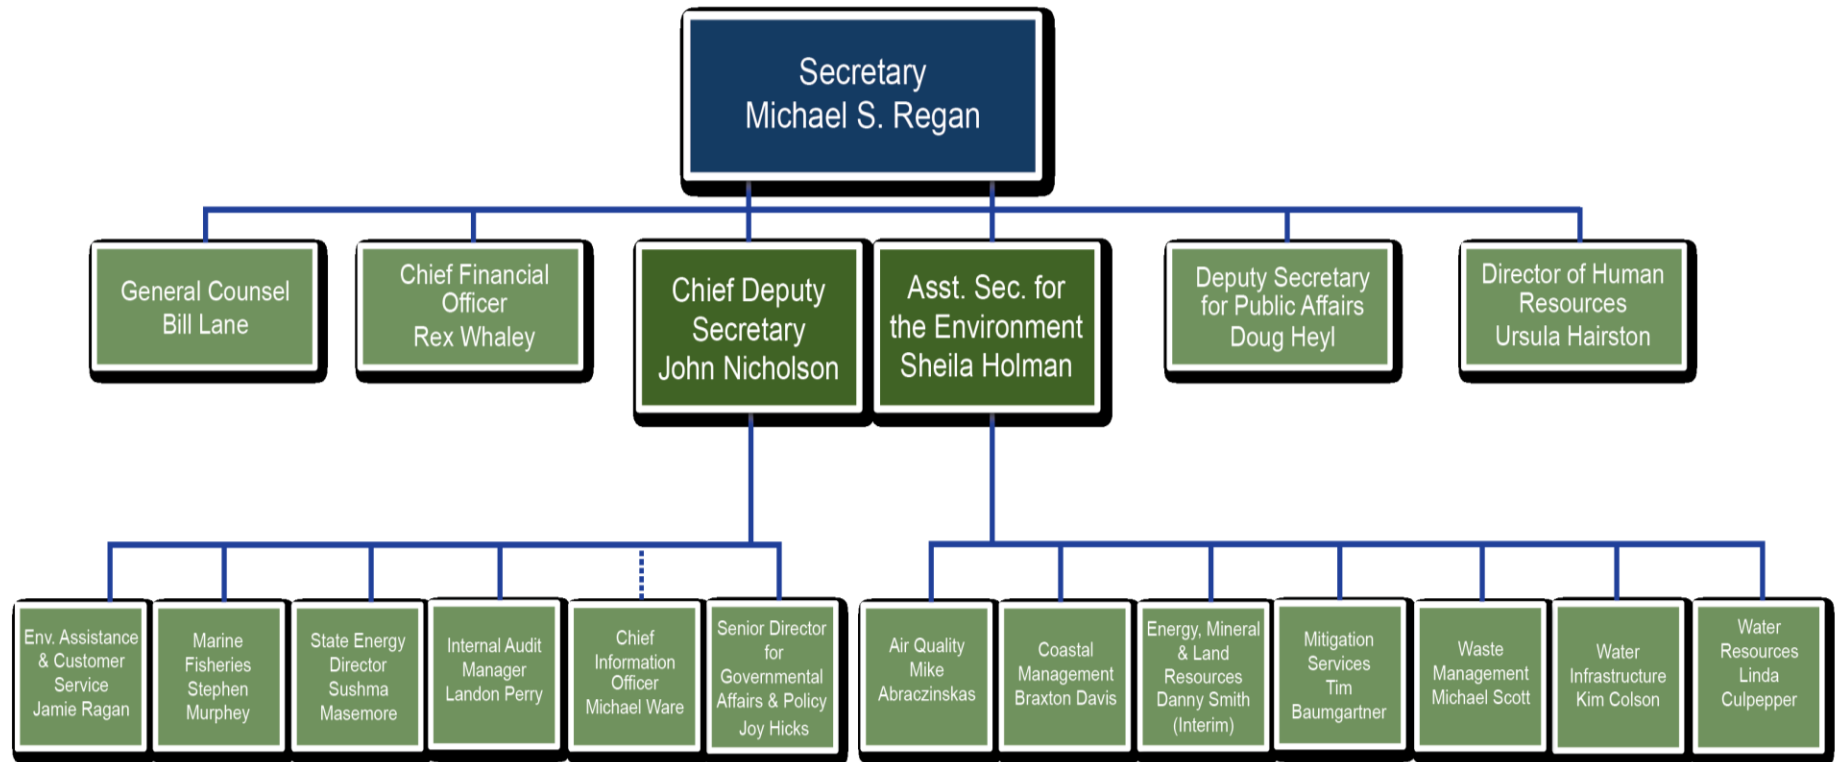 Secretary
Michael S. Regan
General Counsel
Bill Lane
Chief Financial
Officer
Rex Whaley
Chief Deputy
Secretary
John Nicholson
Asst. Sec. for
the Environment
Sheila Holman
Deputy Secretary
for Public Affairs
Doug Heyl
Director of Human
Resources
Ursula Hairston
Env. Assistance
& Customer
Service
Jamie Ragan
Marine
Fisheries
Stephen
Murphey
State Energy
Director
Sushma
Masemore
Internal Audit
Manager
Landon Perry
Chief
Information
Officer
Michael Ware
Senior Director
for
Governmental
Affairs & Policy
Joy Hicks
Air Quality
Mike
Abraczinskas
Coastal
Management
Braxton Davis
Energy, Mineral
& Land
Resources
Danny Smith
(Interim)
Mitigation
Services
Tim
Baumgartner
Waste
Management
Michael Scott
Water
Infrastructure
Kim Colson
Water
Resources
Linda
Culpepper